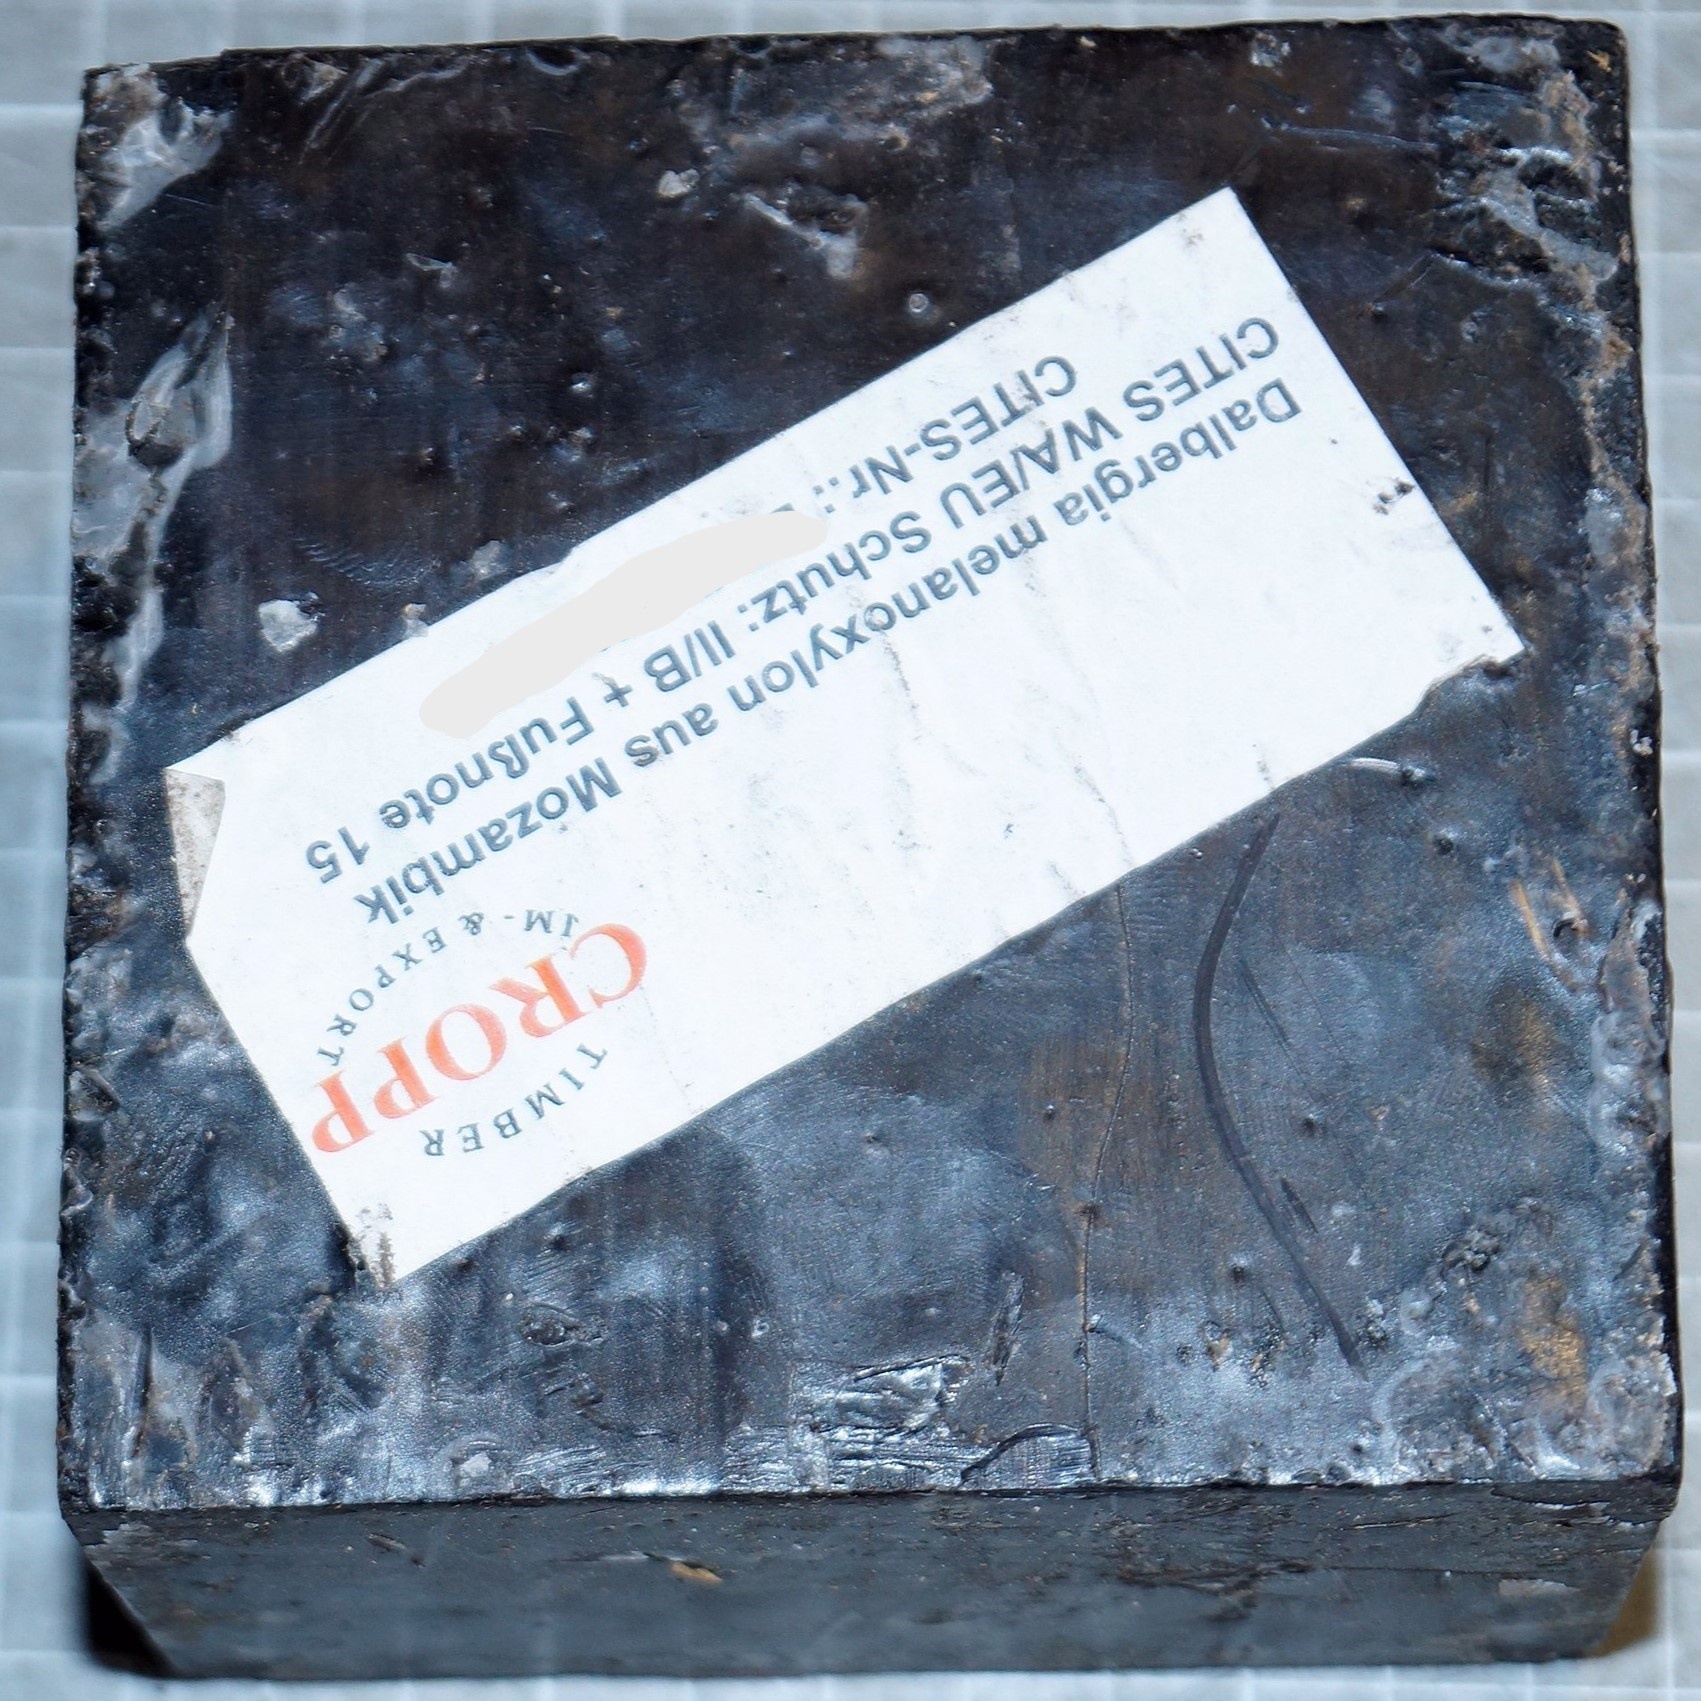 TIMBER
CROPP
IM- & EXPORT
Dalbergia melanoxylon aus Mozambik
CITES WA/EU Schutz: II/B + Fußnote 15
CITES-Nr.: